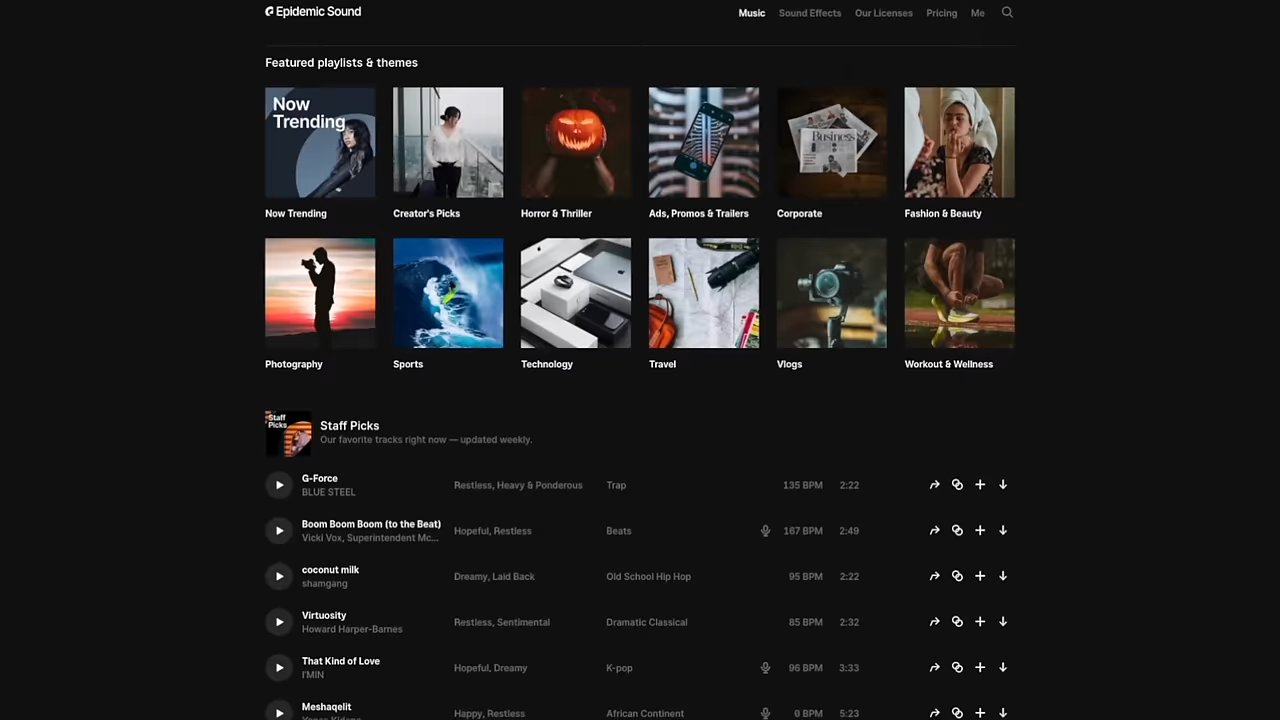 Epidemic Sound
Music Sound Effects Our Licenses Pricing Me
Featured playlists & themes
Now
Trending
Business
Now Trending Creator's Picks Horror & Thriller Ads, Promos & Trailers Corporate Fashion & Beauty
Photography Sports Technology Travel Vlogs Workout & Wellness
Staff
Picks
Staff Picks
Our favorite tracks right now — updated weekly.
G-Force
BLUE STEEL
Restless, Heavy & Ponderous Trap 135 BPM 2:22
Boom Boom Boom (to the Beat)
Vicki Vox, Superintendent Mc...
Hopeful, Restless Beats 167 BPM 2:49
coconut milk
shamgang
Dreamy, Laid Back Old School Hip Hop 95 BPM 2:22
Virtuosity
Howard Harper-Barnes
Restless, Sentimental Dramatic Classical 85 BPM 2:32
That Kind of Love
I'MIN
Hopeful, Dreamy K-pop 96 BPM 3:33
Meshaqelit
Happy, Restless African Continent 0 BPM 5:23